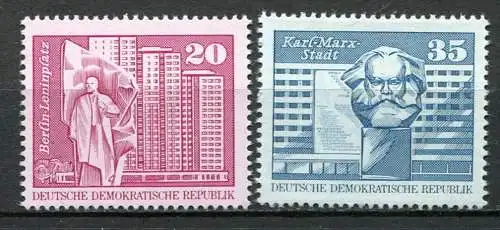 Berlin-Leninplatz
20
DEUTSCHE DEMOKRATISCHE REPUBLIK
Karl-Marx-
Stadt
35
DEUTSCHE DEMOKRATISCHE REPUBLIK